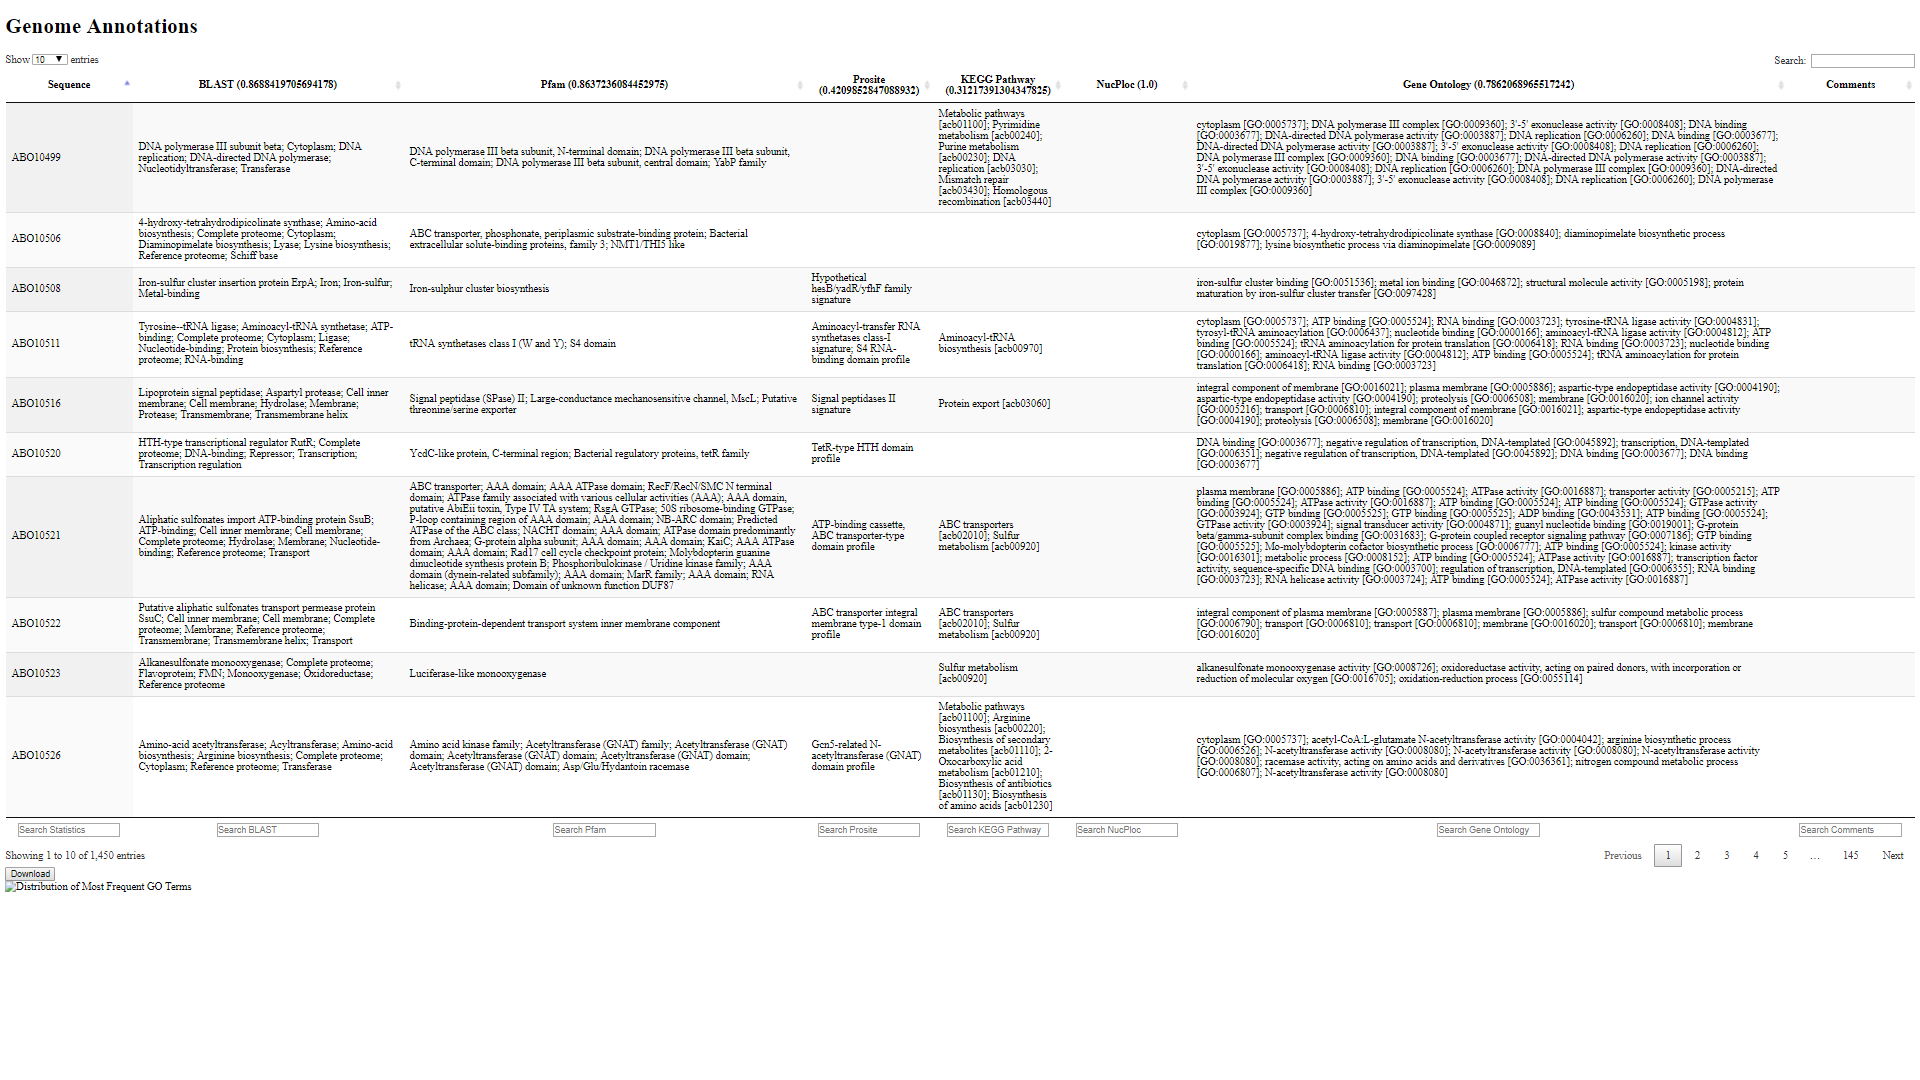 Genome Annotations
Show 10 entries
Search:
Sequence
BLAST (0.8688419705694178)
Pfam (0.8637236084452975)
Prosite
(0.4209852847088932)
KEGG Pathway
(0.31217391304347825)
NucPloc (1.0)
Gene Ontology (0.7862068965517242)
Comments
ABO10499
DNA polymerase III subunit beta; Cytoplasm; DNA
replication; DNA-directed DNA polymerase;
Nucleotidyltransferase; Transferase
DNA polymerase III beta subunit, N-terminal domain; DNA polymerase III beta subunit,
C-terminal domain; DNA polymerase III beta subunit, central domain; YabP family
Metabolic pathways
[acb01100]; Pyrimidine
metabolism [acb00240];
Purine metabolism
[acb00230]; DNA
replication [acb03030];
Mismatch repair
[acb03430]; Homologous
recombination [acb03440]
cytoplasm [GO:0005737]; DNA polymerase III complex [GO:0009360]; 3'-5' exonuclease activity [GO:0008408]; DNA binding
[GO:0003677]; DNA-directed DNA polymerase activity [GO:0003887]; DNA replication [GO:0006260]; DNA binding [GO:0003677];
DNA-directed DNA polymerase activity [GO:0003887]; 3'-5' exonuclease activity [GO:0008408]; DNA replication [GO:0006260];
DNA polymerase III complex [GO:0009360]; DNA binding [GO:0003677]; DNA-directed DNA polymerase activity [GO:0003887];
3'-5' exonuclease activity [GO:0008408]; DNA replication [GO:0006260]; DNA polymerase III complex [GO:0009360]; DNA-directed
DNA polymerase activity [GO:0003887]; 3'-5' exonuclease activity [GO:0008408]; DNA replication [GO:0006260]; DNA polymerase
III complex [GO:0009360]
ABO10506
4-hydroxy-tetrahydrodipicolinate synthase; Amino-acid
biosynthesis; Complete proteome; Cytoplasm;
Diaminopimelate biosynthesis; Lyase; Lysine biosynthesis;
Reference proteome; Schiff base
ABC transporter, phosphonate, periplasmic substrate-binding protein; Bacterial
extracellular solute-binding proteins, family 3; NMT1/THI5 like
cytoplasm [GO:0005737]; 4-hydroxy-tetrahydrodipicolinate synthase [GO:0008840]; diaminopimelate biosynthetic process
[GO:0019877]; lysine biosynthetic process via diaminopimelate [GO:0009089]
ABO10508
Iron-sulfur cluster insertion protein ErpA; Iron; Iron-sulfur;
Metal-binding
Iron-sulphur cluster biosynthesis
Hypothetical
hesB/yadR/yfhF family
signature
iron-sulfur cluster binding [GO:0051536]; metal ion binding [GO:0046872]; structural molecule activity [GO:0005198]; protein
maturation by iron-sulfur cluster transfer [GO:0097428]
ABO10511
Tyrosine--tRNA ligase; Aminoacyl-tRNA synthetase; ATP-
binding; Complete proteome; Cytoplasm; Ligase;
Nucleotide-binding; Protein biosynthesis; Reference
proteome; RNA-binding
tRNA synthetases class I (W and Y); S4 domain
Aminoacyl-transfer RNA
synthetases class-I
signature; S4 RNA-
binding domain profile
Aminoacyl-tRNA
biosynthesis [acb00970]
cytoplasm [GO:0005737]; ATP binding [GO:0005524]; RNA binding [GO:0003723]; tyrosine-tRNA ligase activity [GO:0004831];
tyrosyl-tRNA aminoacylation [GO:0006437]; nucleotide binding [GO:0000166]; aminoacyl-tRNA ligase activity [GO:0004812]; ATP
binding [GO:0005524]; tRNA aminoacylation for protein translation [GO:0006418]; RNA binding [GO:0003723]; nucleotide binding
[GO:0000166]; aminoacyl-tRNA ligase activity [GO:0004812]; ATP binding [GO:0005524]; tRNA aminoacylation for protein
translation [GO:0006418]; RNA binding [GO:0003723]
ABO10516
Lipoprotein signal peptidase; Aspartyl protease; Cell inner
membrane; Cell membrane; Hydrolase; Membrane;
Protease; Transmembrane; Transmembrane helix
Signal peptidase (SPase) II; Large-conductance mechanosensitive channel, MscL; Putative
threonine/serine exporter
Signal peptidases II
signature
Protein export [acb03060]
integral component of membrane [GO:0016021]; plasma membrane [GO:0005886]; aspartic-type endopeptidase activity [GO:0004190];
aspartic-type endopeptidase activity [GO:0004190]; proteolysis [GO:0006508]; membrane [GO:0016020]; ion channel activity
[GO:0005216]; transport [GO:0006810]; integral component of membrane [GO:0016021]; aspartic-type endopeptidase activity
[GO:0004190]; proteolysis [GO:0006508]; membrane [GO:0016020]
ABO10520
HTH-type transcriptional regulator RutR; Complete
proteome; DNA-binding; Repressor; Transcription;
Transcription regulation
YcdC-like protein, C-terminal region; Bacterial regulatory proteins, tetR family
TetR-type HTH domain
profile
DNA binding [GO:0003677]; negative regulation of transcription, DNA-templated [GO:0045892]; transcription, DNA-templated
[GO:0006351]; negative regulation of transcription, DNA-templated [GO:0045892]; DNA binding [GO:0003677]; DNA binding
[GO:0003677]
ABO10521
Aliphatic sulfonates import ATP-binding protein SsuB;
ATP-binding; Cell inner membrane; Cell membrane;
Complete proteome; Hydrolase; Membrane; Nucleotide-
binding; Reference proteome; Transport
ABC transporter; AAA domain; AAA ATPase domain; RecF/RecN/SMC N terminal
domain; ATPase family associated with various cellular activities (AAA); AAA domain,
putative AbiEii toxin, Type IV TA system; RsgA GTPase; 50S ribosome-binding GTPase;
P-loop containing region of AAA domain; AAA domain; NB-ARC domain; Predicted
ATPase of the ABC class; NACHT domain; AAA domain; ATPase domain predominantly
from Archaea; G-protein alpha subunit; AAA domain; AAA domain; KaiC; AAA ATPase
domain; AAA domain; Rad17 cell cycle checkpoint protein; Molybdopterin guanine
dinucleotide synthesis protein B; Phosphoribulokinase / Uridine kinase family; AAA
domain (dynein-related subfamily); AAA domain; MarR family; AAA domain; RNA
helicase; AAA domain; Domain of unknown function DUF87
ATP-binding cassette,
ABC transporter-type
domain profile
ABC transporters
[acb02010]; Sulfur
metabolism [acb00920]
plasma membrane [GO:0005886]; ATP binding [GO:0005524]; ATPase activity [GO:0016887]; transporter activity [GO:0005215]; ATP
binding [GO:0005524]; ATPase activity [GO:0016887]; ATP binding [GO:0005524]; ATP binding [GO:0005524]; GTPase activity
[GO:0003924]; GTP binding [GO:0005525]; GTP binding [GO:0005525]; ADP binding [GO:0043531]; ATP binding [GO:0005524];
GTPase activity [GO:0003924]; signal transducer activity [GO:0004871]; guanyl nucleotide binding [GO:0019001]; G-protein
beta/gamma-subunit complex binding [GO:0031683]; G-protein coupled receptor signaling pathway [GO:0007186]; GTP binding
[GO:0005525]; Mo-molybdopterin cofactor biosynthetic process [GO:0006777]; ATP binding [GO:0005524]; kinase activity
[GO:0016301]; metabolic process [GO:0008152]; ATP binding [GO:0005524]; ATPase activity [GO:0016887]; transcription factor
activity, sequence-specific DNA binding [GO:0003700]; regulation of transcription, DNA-templated [GO:0006355]; RNA binding
[GO:0003723]; RNA helicase activity [GO:0003724]; ATP binding [GO:0005524]; ATPase activity [GO:0016887]
ABO10522
Putative aliphatic sulfonates transport permease protein
SsuC; Cell inner membrane; Cell membrane; Complete
proteome; Membrane; Reference proteome;
Transmembrane; Transmembrane helix; Transport
Binding-protein-dependent transport system inner membrane component
ABC transporter integral
membrane type-1 domain
profile
ABC transporters
[acb02010]; Sulfur
metabolism [acb00920]
integral component of plasma membrane [GO:0005887]; plasma membrane [GO:0005886]; sulfur compound metabolic process
[GO:0006790]; transport [GO:0006810]; transport [GO:0006810]; membrane [GO:0016020]; transport [GO:0006810]; membrane
[GO:0016020]
ABO10523
Alkanesulfonate monooxygenase; Complete proteome;
Flavoprotein; FMN; Monooxygenase; Oxidoreductase;
Reference proteome
Luciferase-like monooxygenase
Sulfur metabolism
[acb00920]
alkanesulfonate monooxygenase activity [GO:0008726]; oxidoreductase activity, acting on paired donors, with incorporation or
reduction of molecular oxygen [GO:0016705]; oxidation-reduction process [GO:0055114]
ABO10526
Amino-acid acetyltransferase; Acyltransferase; Amino-acid
biosynthesis; Arginine biosynthesis; Complete proteome;
Cytoplasm; Reference proteome; Transferase
Amino acid kinase family; Acetyltransferase (GNAT) family; Acetyltransferase (GNAT)
domain; Acetyltransferase (GNAT) domain; Acetyltransferase (GNAT) domain;
Acetyltransferase (GNAT) domain; Asp/Glu/Hydantoin racemase
Gcn5-related N-
acetyltransferase (GNAT)
domain profile
Metabolic pathways
[acb01100]; Arginine
biosynthesis [acb00220];
Biosynthesis of secondary
metabolites [acb01110]; 2-
Oxocarboxylic acid
metabolism [acb01210];
Biosynthesis of antibiotics
[acb01130]; Biosynthesis
of amino acids [acb01230]
cytoplasm [GO:0005737]; acetyl-CoA:L-glutamate N-acetyltransferase activity [GO:0004042]; arginine biosynthetic process
[GO:0006526]; N-acetyltransferase activity [GO:0008080]; N-acetyltransferase activity [GO:0008080]; N-acetyltransferase activity
[GO:0008080]; racemase activity, acting on amino acids and derivatives [GO:0036361]; nitrogen compound metabolic process
[GO:0006807]; N-acetyltransferase activity [GO:0008080]
Search Statistics
Search BLAST
Search Pfam
Search Prosite
Search KEGG Pathway
Search NucPloc
Search Gene Ontology
Search Comments
Showing 1 to 10 of 1,450 entries
Previous 1 2 3 4 5 … 145 Next
Download
Distribution of Most Frequent GO Terms